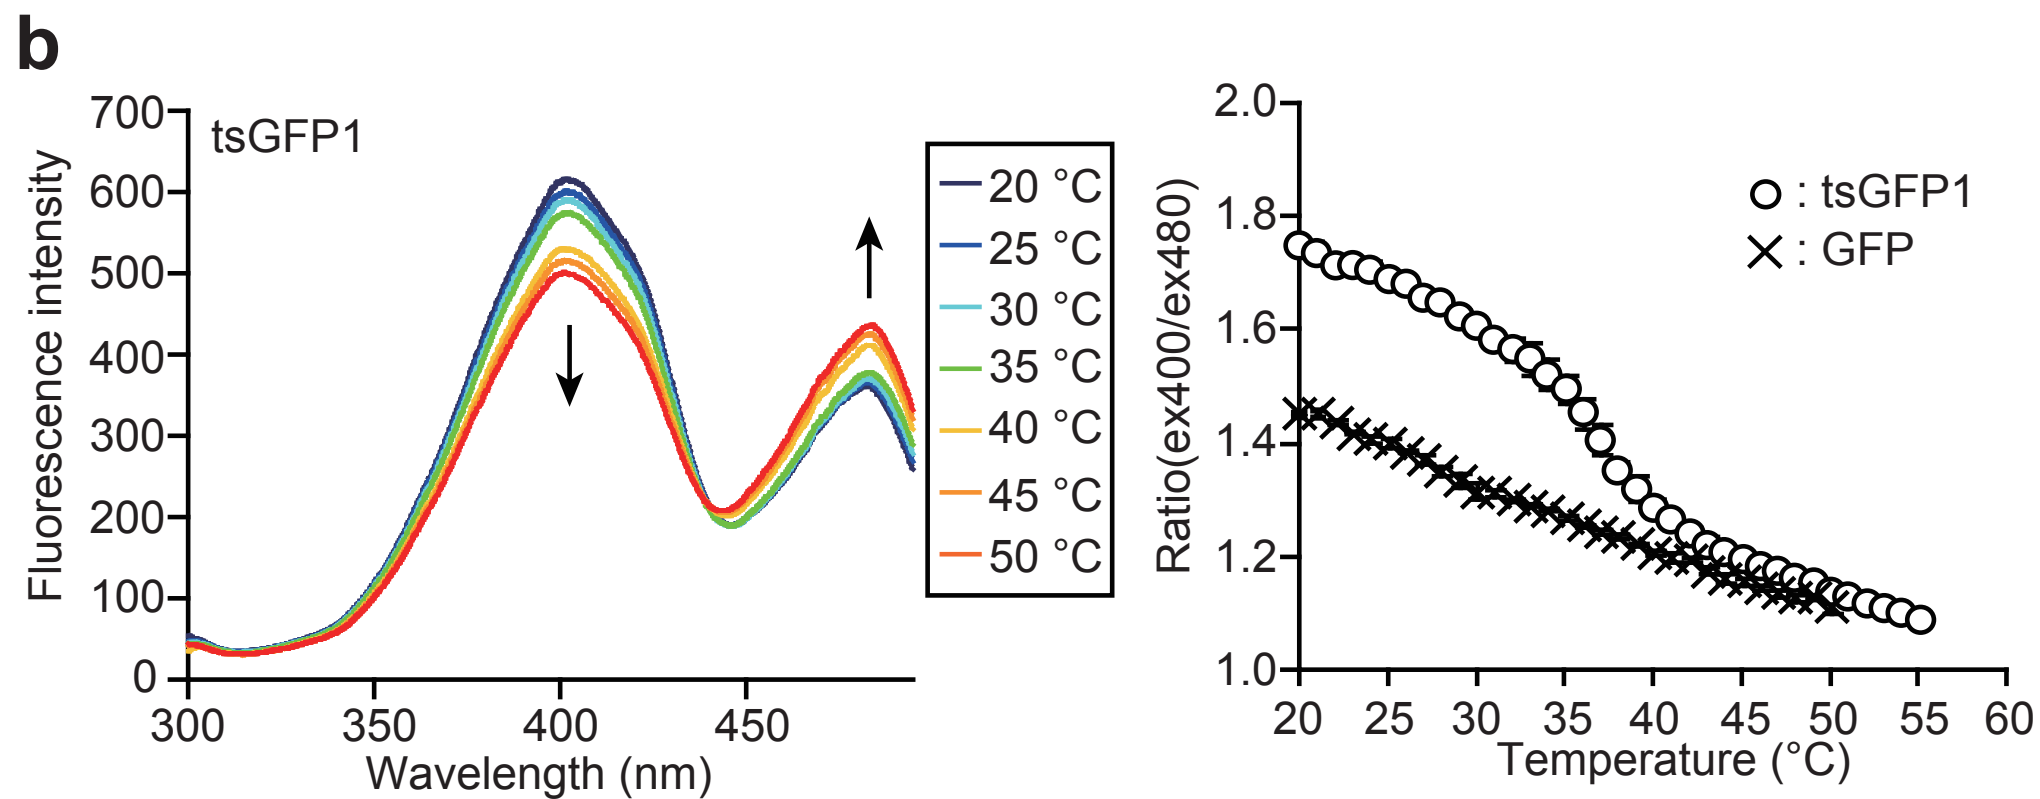 b
Fluorescence intensity
700
600
500
400
300
200
100
0
tsGFP1
300 350 400 450
Wavelength (nm)
20 °C
25 °C
30 °C
35 °C
40 °C
45 °C
50 °C
Ratio(ex400/ex480)
2.0
1.8
1.6
1.4
1.2
1.0
: tsGFP1
: GFP
20 25 30 35 40 45 50 55 60
Temperature (°C)